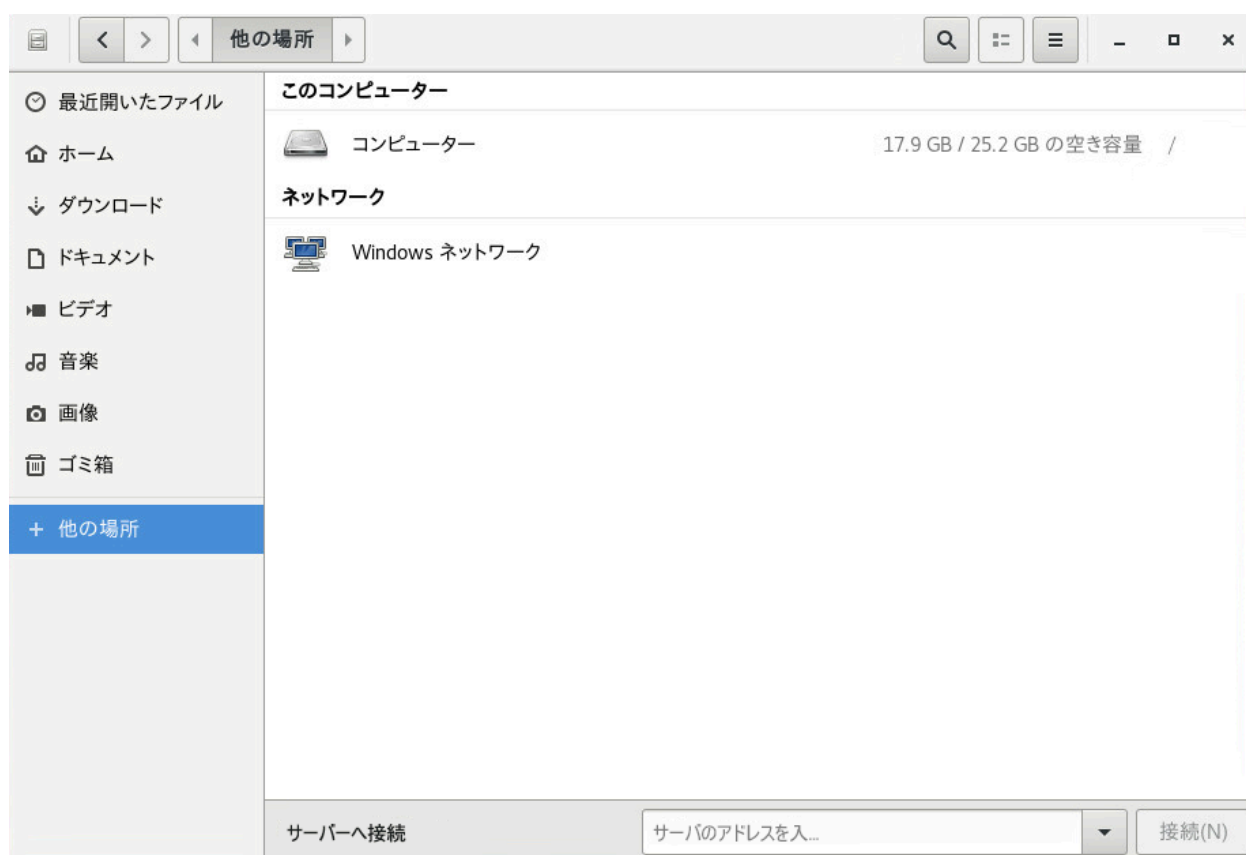 他の場所
最近開いたファイル
ホーム
ダウンロード
ドキュメント
ビデオ
音楽
画像
ゴミ箱
+ 他の場所
このコンピューター
コンピューター 17.9 GB / 25.2 GB の空き容量 /
ネットワーク
Windows ネットワーク
サーバーへ接続 サーバのアドレスを入... 接続(N)